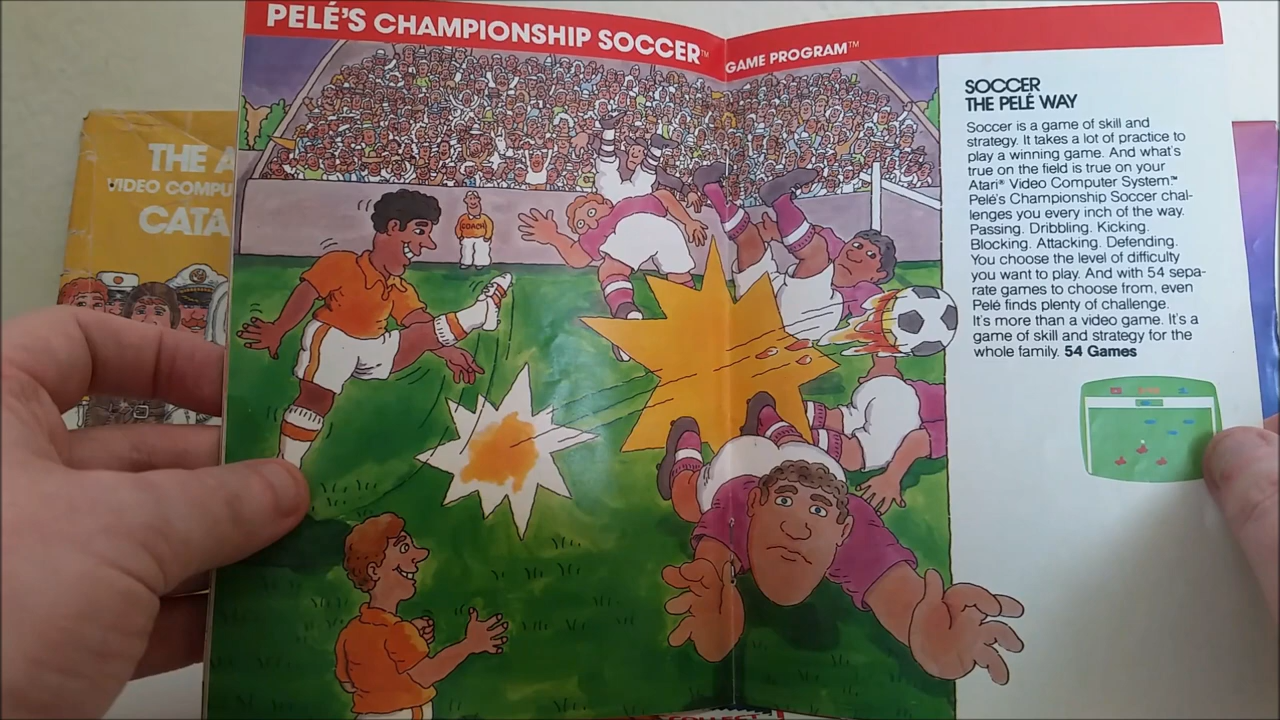 PELÉ'S CHAMPIONSHIP SOCCER™ GAME PROGRAM™
THE A
VIDEO COMPU
CATA
COACH
SOCCER
THE PELÉ WAY
Soccer is a game of skill and
strategy. It takes a lot of practice to
play a winning game. And what's
true on the field is true on your
Atari® Video Computer System.™
Pelé's Championship Soccer chal-
lenges you every inch of the way.
Passing. Dribbling. Kicking.
Blocking. Attacking. Defending.
You choose the level of difficulty
you want to play. And with 54 sepa-
rate games to choose from, even
Pelé finds plenty of challenge.
It's more than a video game. It's a
game of skill and strategy for the
whole family. 54 Games
COLLECT